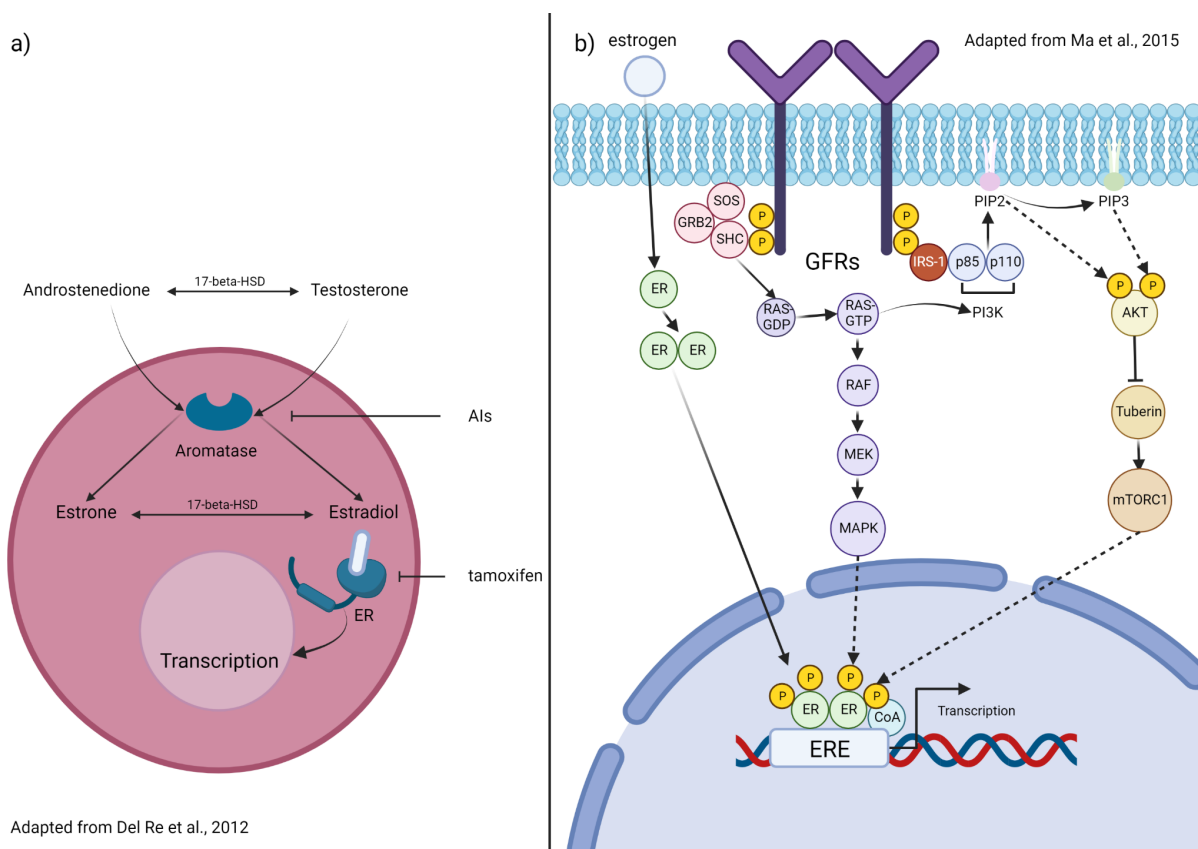 a)
17-beta-HSD
Androstenedione
Testosterone
AIs
Aromatase
17-beta-HSD
Estrone
Estradiol
tamoxifen
ER
Transcription
Adapted from Del Re et al., 2012
b)
estrogen
Adapted from Ma et al., 2015
SOS
GRB2
SHC
P
P
P
P
GFRs
IRS-1
p85
p110
PIP2
PIP3
PI3K
ER
ER
ER
RAS-
GDP
RAS-
GTP
RAF
MEK
MAPK
P
P
AKT
Tuberin
mTORC1
P
P
P
P
ER
ER
CoA
Transcription
ERE